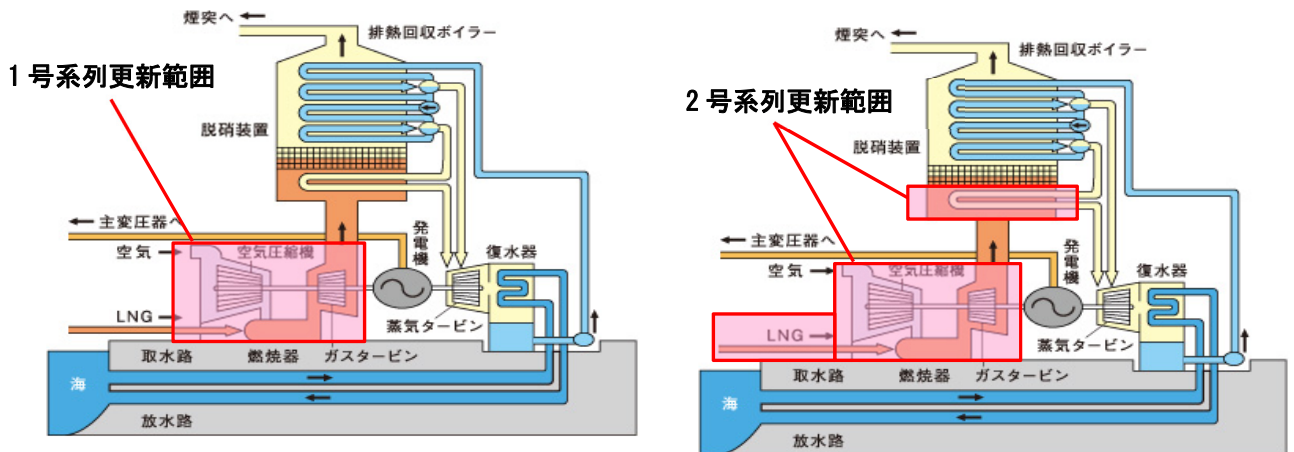 煙突へ
排熱回収ボイラー
1号系列更新範囲
脱硝装置
主変圧器へ
発電機
空気
空気圧縮機
復水器
LNG
蒸気タービン
取水路
燃焼器
ガスタービン
海
放水路
煙突へ
排熱回収ボイラー
2号系列更新範囲
脱硝装置
主変圧器へ
発電機
空気
空気圧縮機
復水器
LNG
蒸気タービン
取水路
燃焼器
ガスタービン
海
放水路